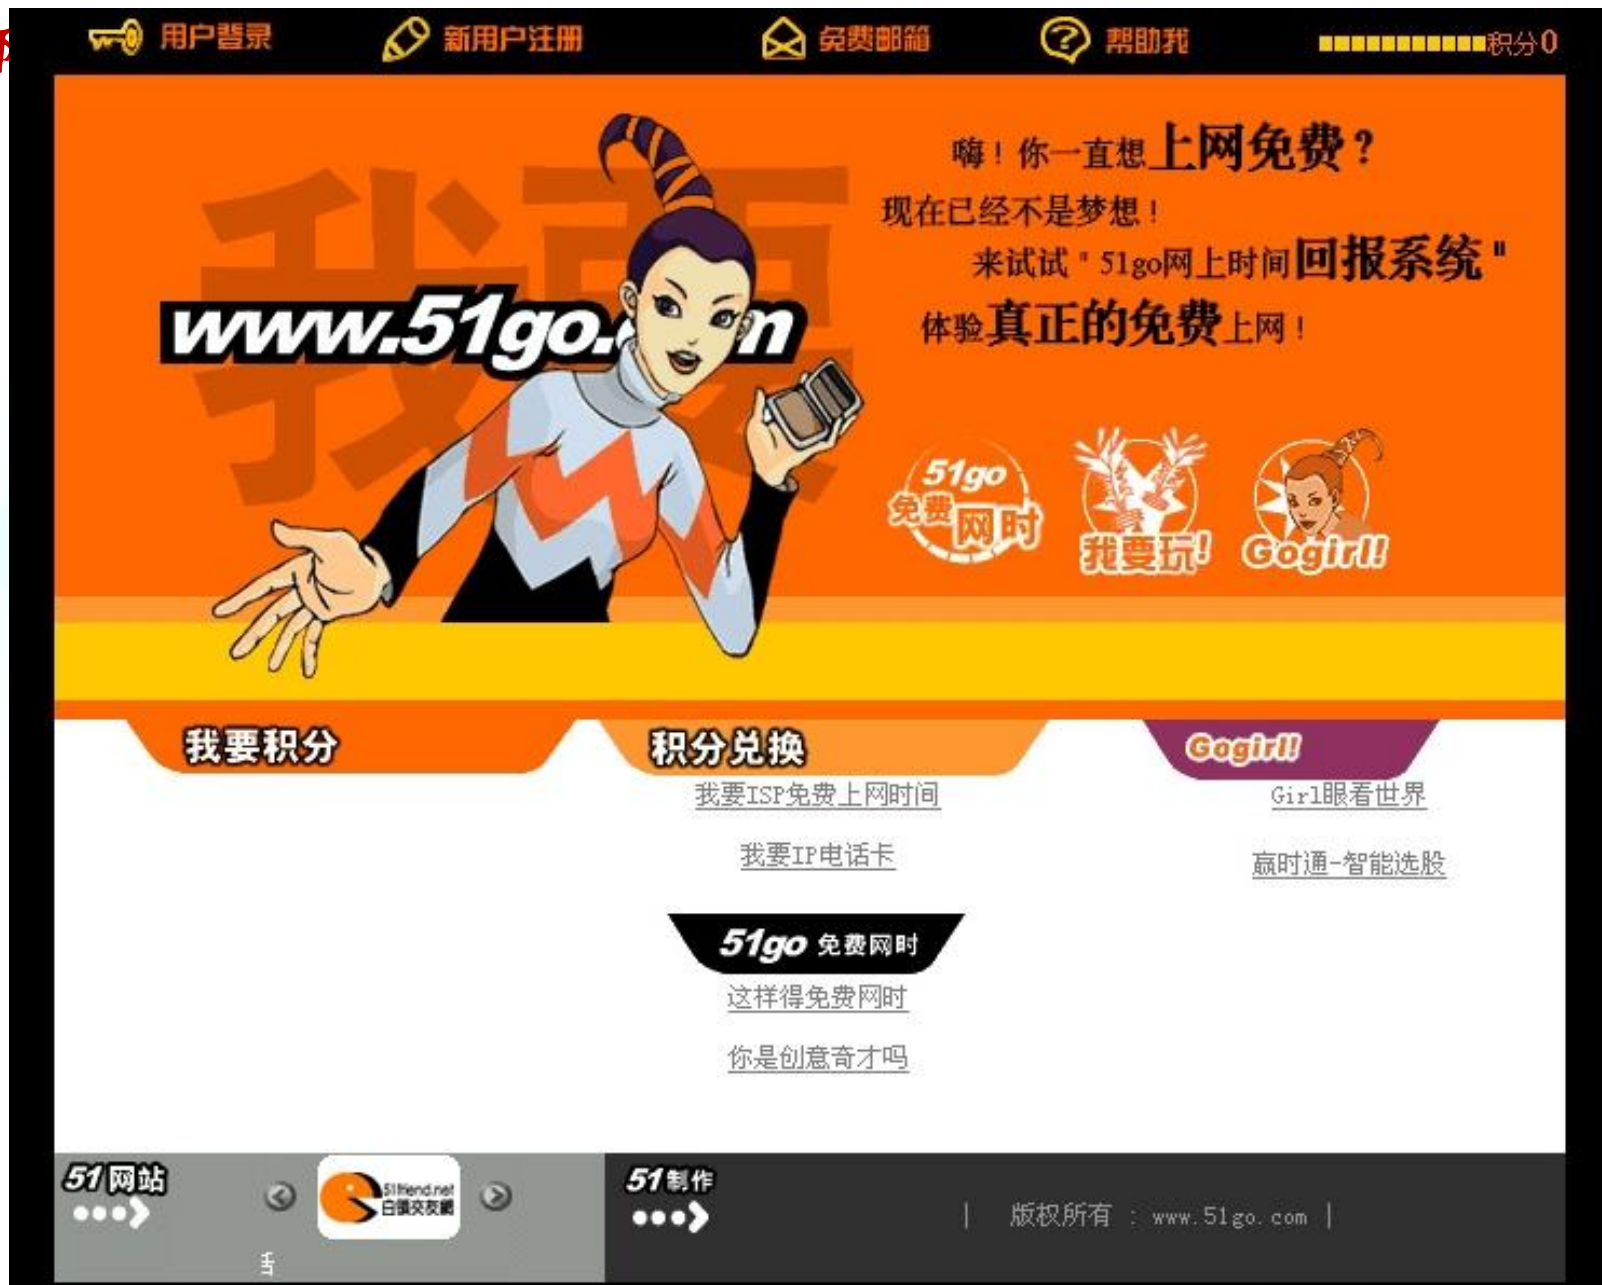 用户登录
新用户注册
免费邮箱
帮助我
积分0
我要
www.51go.com
嗨！你一直想上网免费？
现在已经不是梦想！
来试试"51go网上时间回报系统"
体验真正的免费上网！
51go
免费网时
我要玩!
Gogirl!
我要积分
积分兑换
Gogirl!
我要ISP免费上网时间
Girl眼看世界
我要IP电话卡
赢时通-智能选股
51go 免费网时
这样得免费网时
你是创意奇才吗
51网站
51friend.net
51制作
| 版权所有 : www.51go.com |